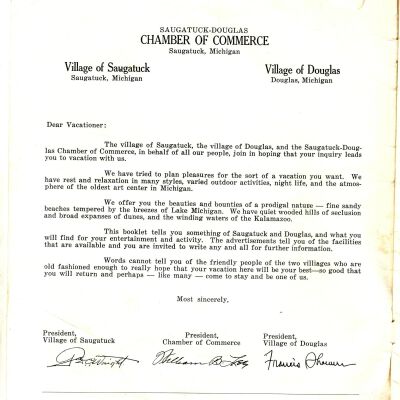 SAUGATUCK-DOUGLAS
CHAMBER OF COMMERCE
Saugatuck, Michigan
Village of Saugatuck
Saugatuck, Michigan
Village of Douglas
Douglas, Michigan
Dear Vacationer:
The village of Saugatuck, the village of Douglas, and the Saugatuck-Doug-
las Chamber of Commerce, in behalf of all our people, join in hoping that your inquiry leads
you to vacation with us.
We have tried to plan pleasures for the sort of a vacation you want. We
have rest and relaxation in many styles, varied outdoor activities, night life — and the atmos-
phere of the oldest art center in Michigan.
We offer you the beauties and bounties of a prodigal nature — fine sandy
beaches tempered by the breezes of Lake Michigan. We have quiet wooded hills of seclusion
and broad expanses of dunes, and the winding waters of the Kalamazoo.
This booklet tells you something of Saugatuck and Douglas, and what you
will find for your entertainment and activity. The advertisements tell you of the facilities
that are available and you are invited to write any and all for further information.
Words cannot tell you of the friendly people of the two villiages who are
old fashioned enough to really hope that your vacation here will be your best—so good that
you will return and perhaps — like many — come to stay and be one of us.
Most sincerely,
President,
Village of Saugatuck
President,
Chamber of Commerce
President,
Village of Douglas
Wright
William B.
Francis